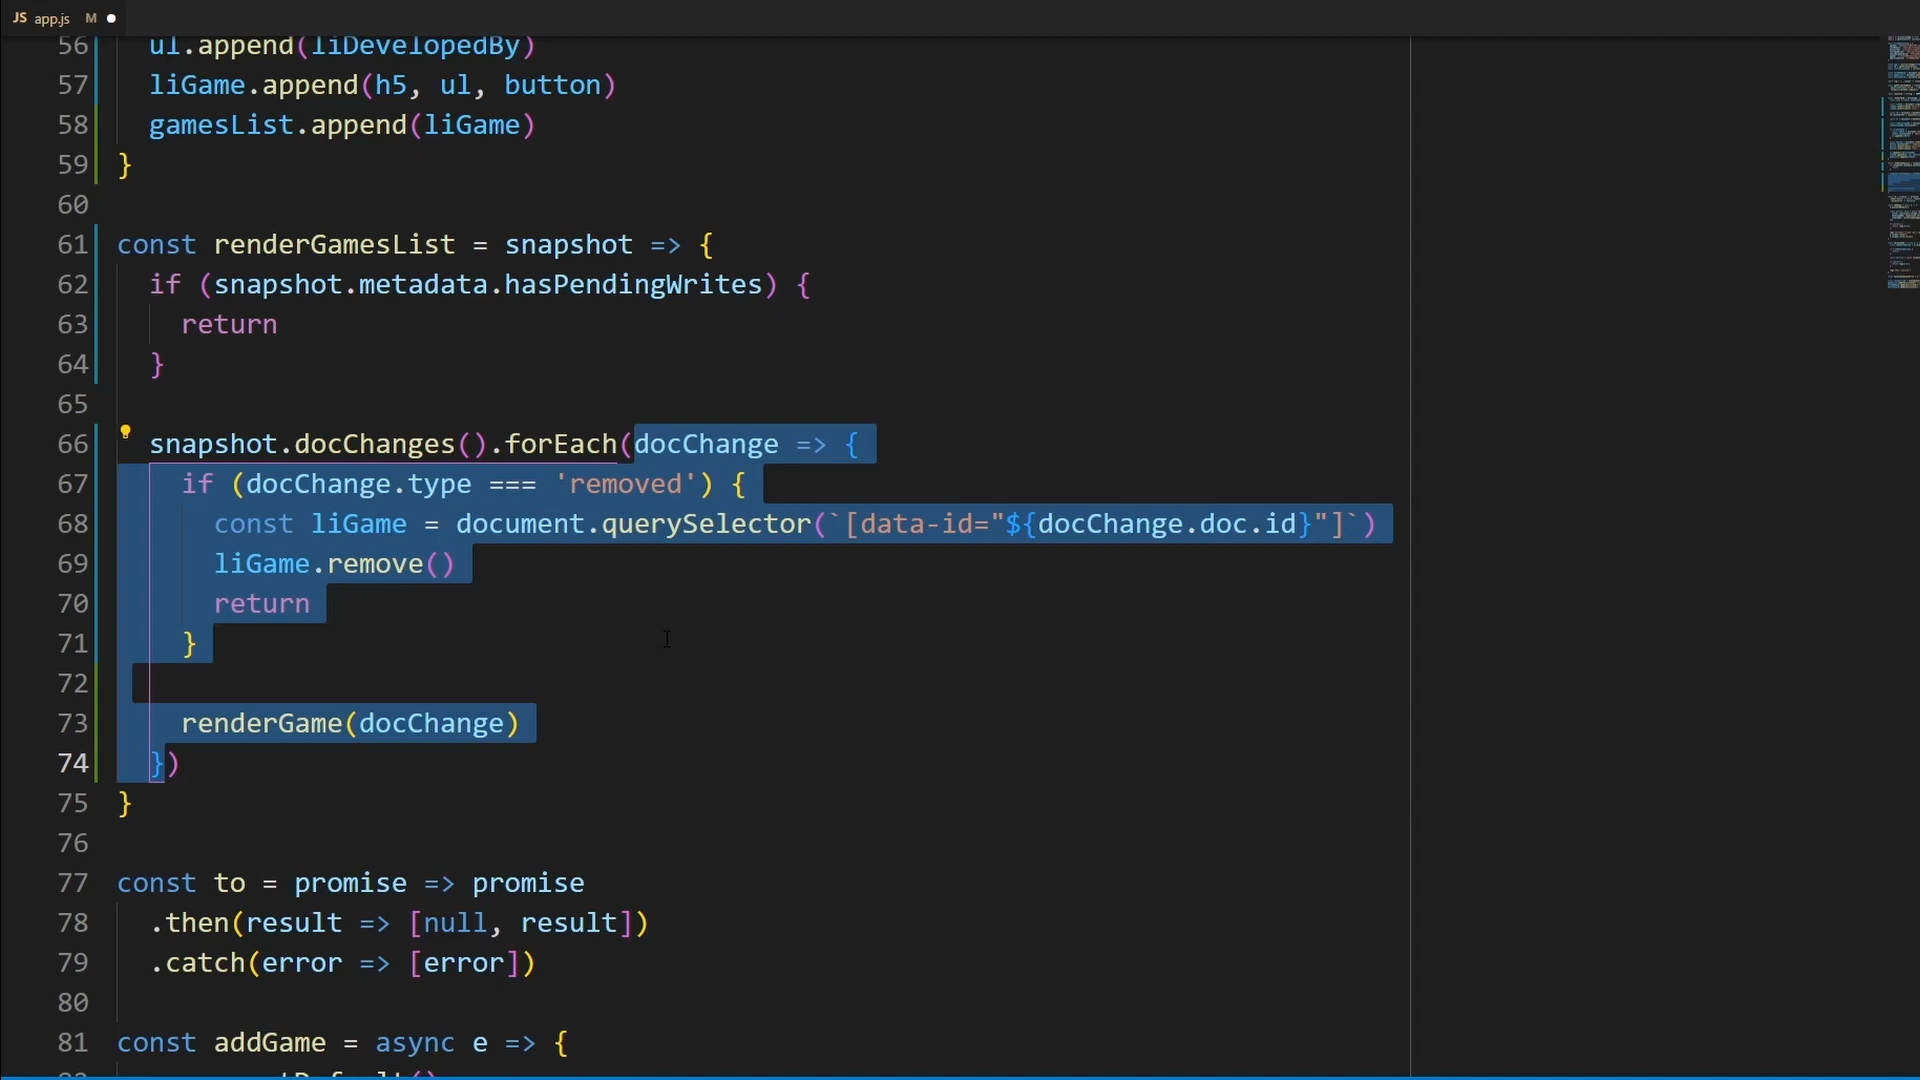 JS app.js M
56 ul.append(liDevelopedBy)
57 liGame.append(h5, ul, button)
58 gamesList.append(liGame)
59 }
60
61 const renderGamesList = snapshot => {
62 if (snapshot.metadata.hasPendingWrites) {
63 return
64 }
65
66 snapshot.docChanges().forEach(docChange => {
67 if (docChange.type === 'removed') {
68 const liGame = document.querySelector(`[data-id="${docChange.doc.id}"]`)
69 liGame.remove()
70 return
71 }
72
73 renderGame(docChange)
74 })
75 }
76
77 const to = promise => promise
78 .then(result => [null, result])
79 .catch(error => [error])
80
81 const addGame = async e => {